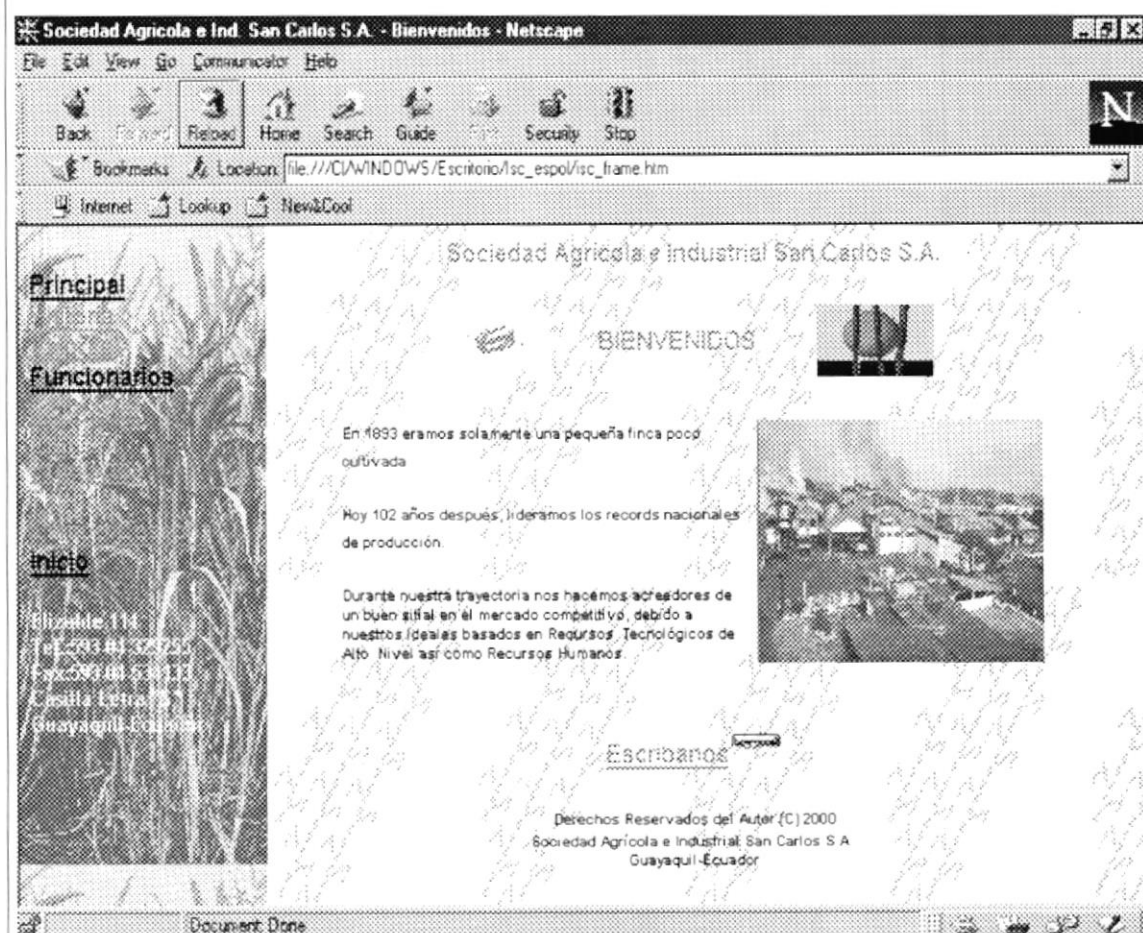 Sociedad Agricola e Ind. San Carlos S.A. - Bienvenidos - Netscape
File Edit View Go Communicator Help
Back Forward Reload Home Search Guide Print Security Stop
N
Bookmarks Location: file:///C|/WINDOWS/Escritorio/Isc_espol/isc_frame.htm
Internet Lookup New&Cool
Sociedad Agricola e Industrial San Carlos S.A.
Principal
BIENVENIDOS
Funcionarios
En 1893 eramos solamente una pequeña finca poco
cultivada
Hoy 102 años después, lideramos los records nacionales
de producción.
Inicio
Durante nuestra trayectoria nos hacemos acreedores de
un buen sitial en el mercado competitivo, debido a
nuestros Ideales basados en Recursos Tecnológicos de
Alto Nivel así como Recursos Humanos.
Elizalde 114
Casilla Letra
Guayaquil-Ecuador
Escribanos
Derechos Reservados del Autor (C) 2000
Sociedad Agrícola e Industrial San Carlos S.A
Guayaquil-Ecuador
Document: Done